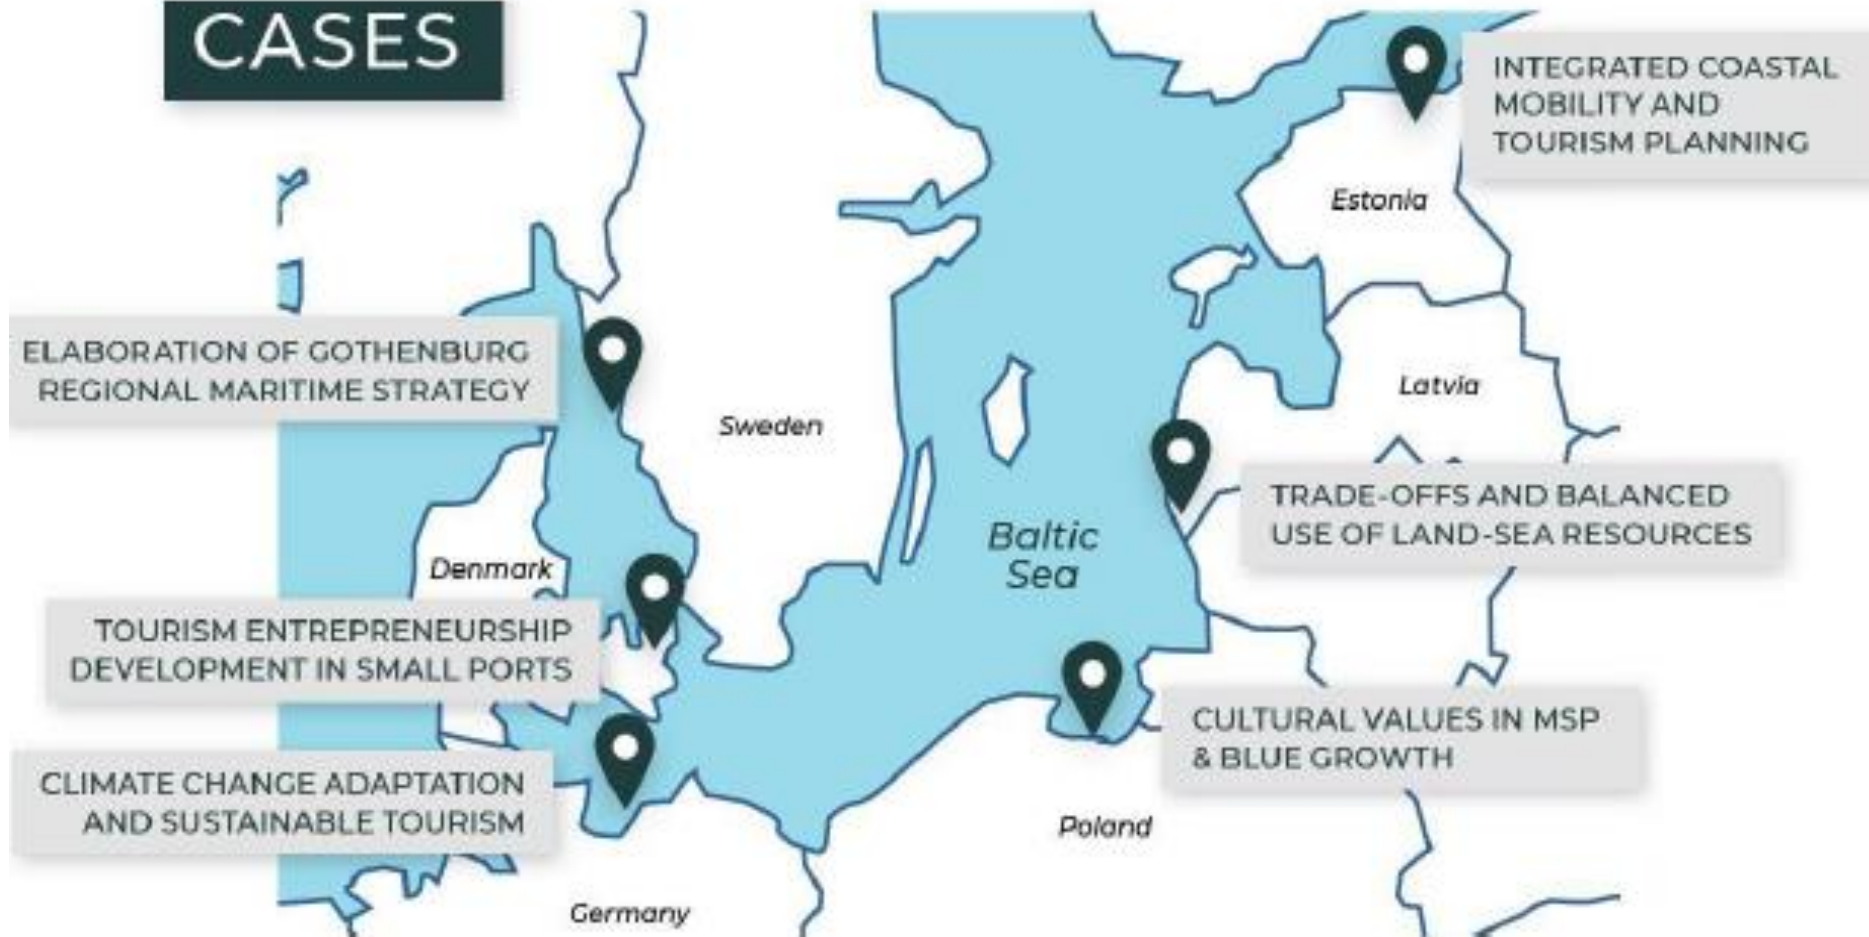 CASES
INTEGRATED COASTAL
MOBILITY AND
TOURISM PLANNING
Estonia
ELABORATION OF GOTHENBURG
REGIONAL MARITIME STRATEGY
Latvia
Sweden
TRADE-OFFS AND BALANCED
USE OF LAND-SEA RESOURCES
Baltic
Sea
Denmark
TOURISM ENTREPRENEURSHIP
DEVELOPMENT IN SMALL PORTS
CULTURAL VALUES IN MSP
& BLUE GROWTH
CLIMATE CHANGE ADAPTATION
AND SUSTAINABLE TOURISM
Poland
Germany